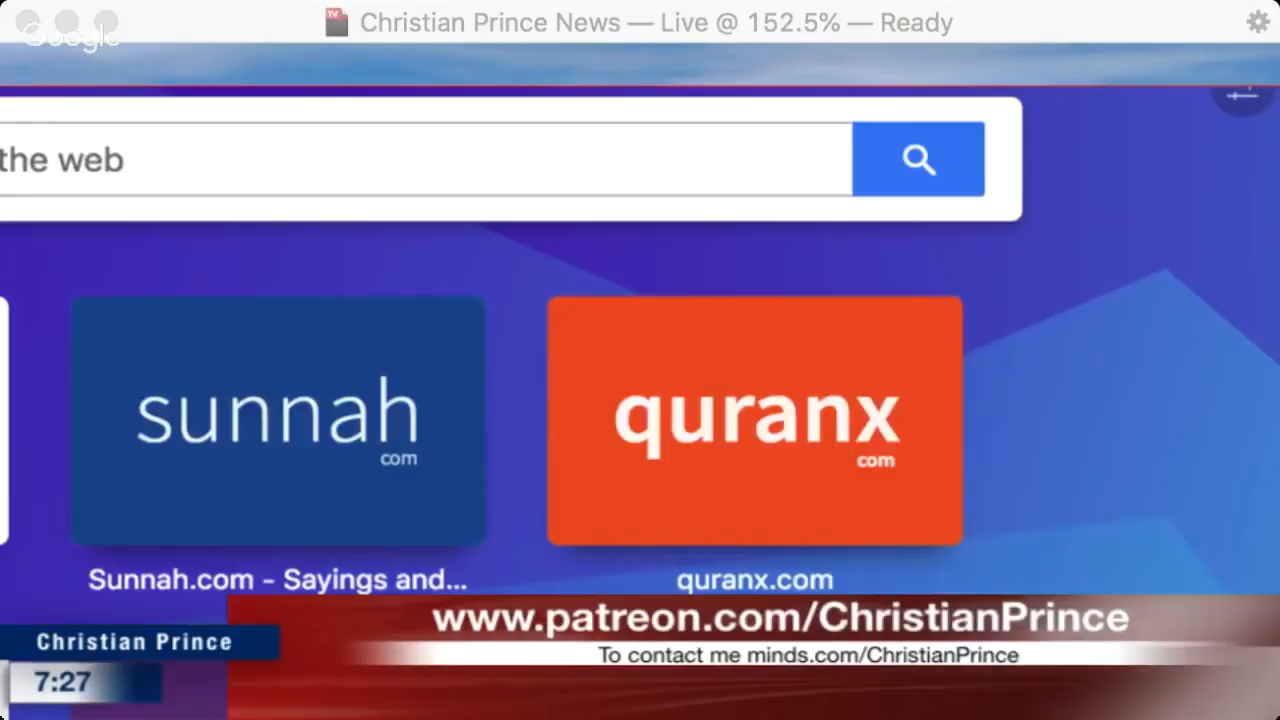 Christian Prince News — Live @ 152.5% — Ready
Google
the web
sunnah
com
quranx
com
Sunnah.com - Sayings and...
quranx.com
www.patreon.com/ChristianPrince
Christian Prince
To contact me minds.com/ChristianPrince
7:27